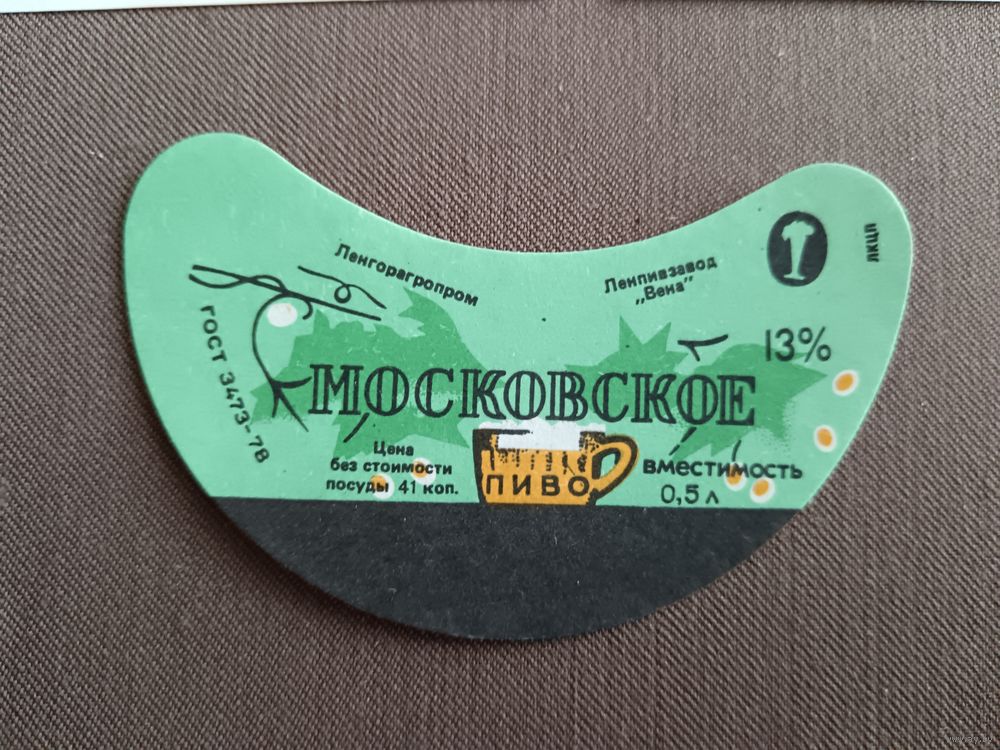 Ленгорагропром
Ленпивзавод
„Вена"
лкцп
ГОСТ 3473-78
13%
МОСКОВСКОЕ
Цена
без стоимости
посуды 41 коп.
ПИВО
вместимость
0,5 л